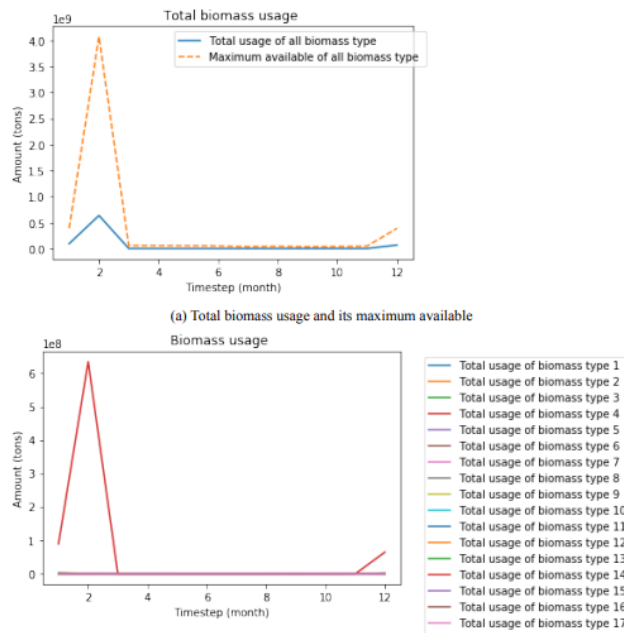 Total biomass usage
1e9
Total usage of all biomass type
Maximum available of all biomass type
4.0
3.5
3.0
2.5
2.0
1.5
1.0
0.5
0.0
Amount (tons)
2 4 6 8 10 12
Timestep (month)
(a) Total biomass usage and its maximum available
Biomass usage
1e8
6
5
4
3
2
1
0
Amount (tons)
2 4 6 8 10 12
Timestep (month)
Total usage of biomass type 1
Total usage of biomass type 2
Total usage of biomass type 3
Total usage of biomass type 4
Total usage of biomass type 5
Total usage of biomass type 6
Total usage of biomass type 7
Total usage of biomass type 8
Total usage of biomass type 9
Total usage of biomass type 10
Total usage of biomass type 11
Total usage of biomass type 12
Total usage of biomass type 13
Total usage of biomass type 14
Total usage of biomass type 15
Total usage of biomass type 16
Total usage of biomass type 17